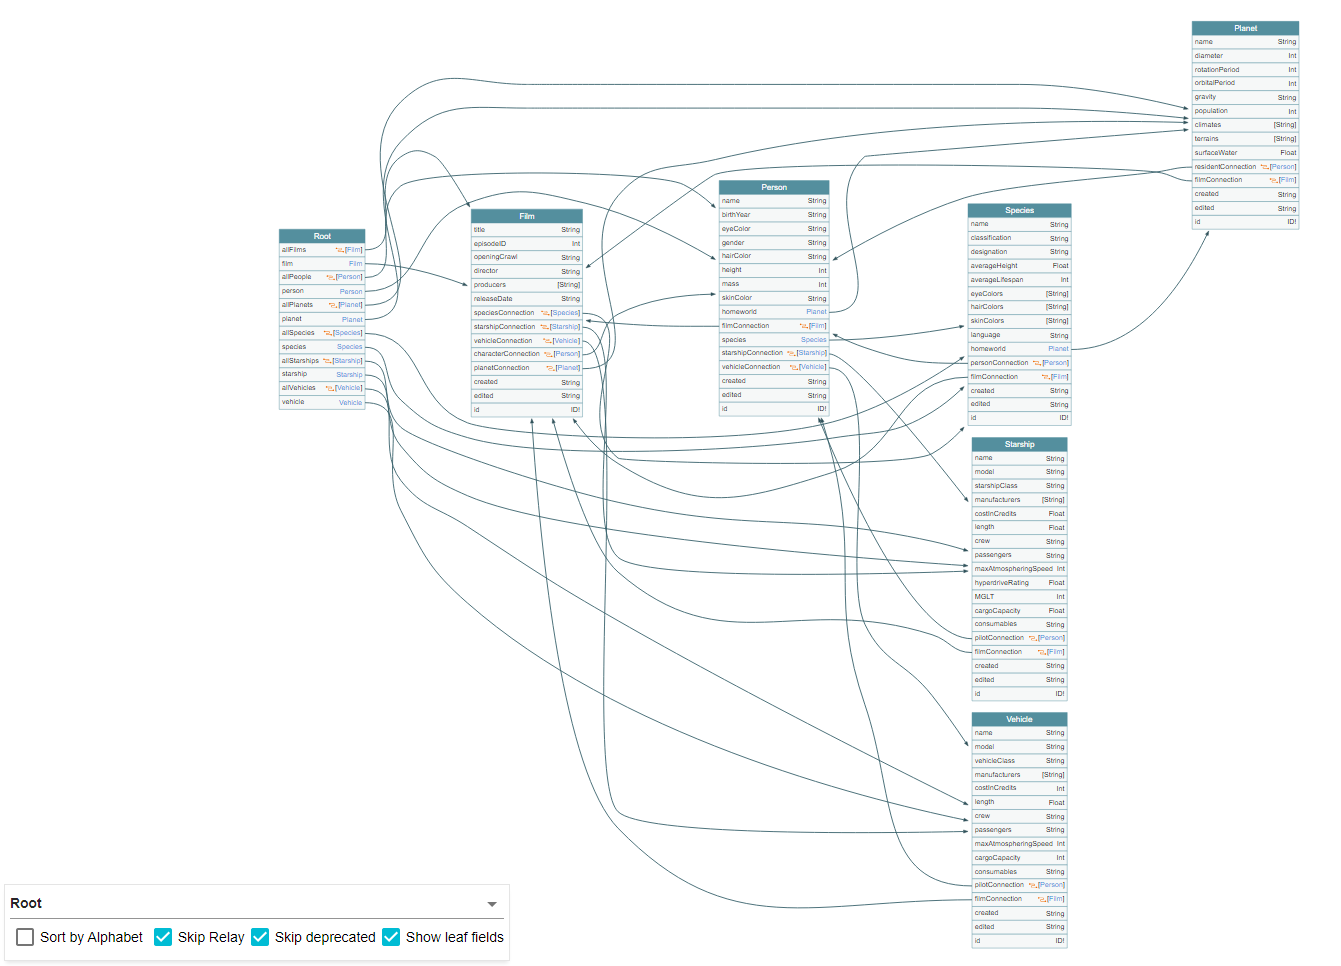 Root
allFilms [Film]
film Film
allPeople [Person]
person Person
allPlanets [Planet]
planet Planet
allSpecies [Species]
species Species
allStarships [Starship]
starship Starship
allVehicles [Vehicle]
vehicle Vehicle
Film
title String
episodeID Int
openingCrawl String
director String
producers [String]
releaseDate String
speciesConnection [Species]
starshipConnection [Starship]
vehicleConnection [Vehicle]
characterConnection [Person]
planetConnection [Planet]
created String
edited String
id ID!
Person
name String
birthYear String
eyeColor String
gender String
hairColor String
height Int
mass Int
skinColor String
homeworld Planet
filmConnection [Film]
species Species
starshipConnection [Starship]
vehicleConnection [Vehicle]
created String
edited String
id ID!
Species
name String
classification String
designation String
averageHeight Float
averageLifespan Int
eyeColors [String]
hairColors [String]
skinColors [String]
language String
homeworld Planet
personConnection [Person]
filmConnection [Film]
created String
edited String
id ID!
Planet
name String
diameter Int
rotationPeriod Int
orbitalPeriod Int
gravity String
population Int
climates [String]
terrains [String]
surfaceWater Float
residentConnection [Person]
filmConnection [Film]
created String
edited String
id ID!
Starship
name String
model String
starshipClass String
manufacturers [String]
costInCredits Float
length Float
crew String
passengers String
maxAtmospheringSpeed Int
hyperdriveRating Float
MGLT Int
cargoCapacity Float
consumables String
pilotConnection [Person]
filmConnection [Film]
created String
edited String
id ID!
Vehicle
name String
model String
vehicleClass String
manufacturers [String]
costInCredits Int
length Float
crew String
passengers String
maxAtmospheringSpeed Int
cargoCapacity Int
consumables String
pilotConnection [Person]
filmConnection [Film]
created String
edited String
id ID!
Root
Sort by Alphabet Skip Relay Skip deprecated Show leaf fields